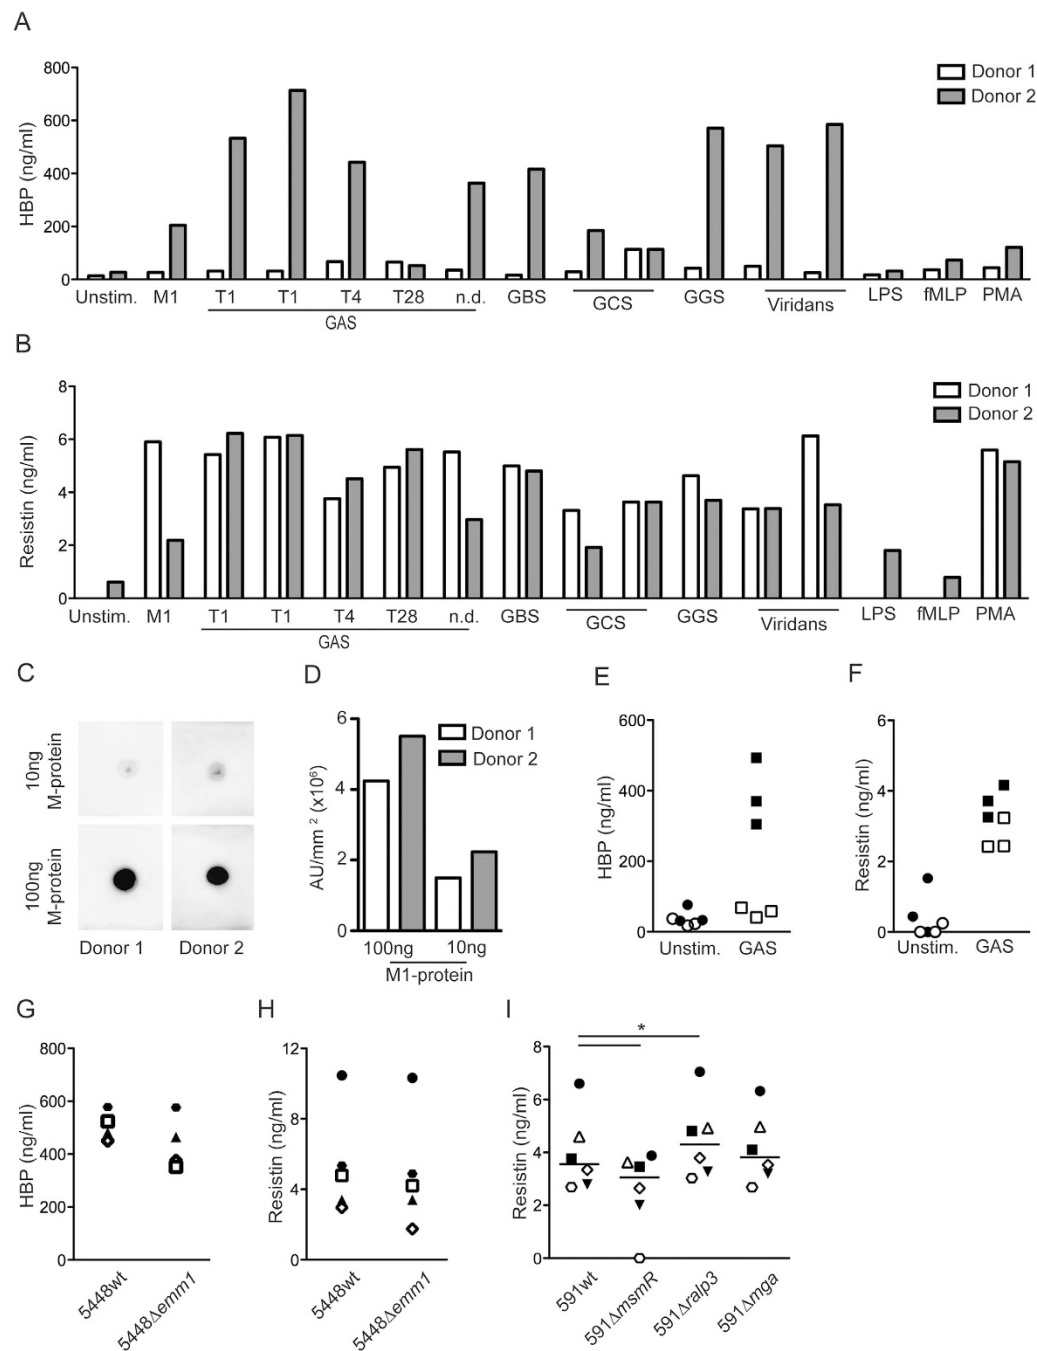 A
HBP (ng/ml)
800
600
400
200
0
Donor 1
Donor 2
Unstim. M1 T1 T1 T4 T28 n.d. GBS GCS GGS Viridans LPS fMLP PMA
GAS
B
Resistin (ng/ml)
8
6
4
2
0
Donor 1
Donor 2
Unstim. M1 T1 T1 T4 T28 n.d. GBS GCS GGS Viridans LPS fMLP PMA
GAS
C
10ng
M-protein
100ng
M-protein
Donor 1 Donor 2
D
AU/mm 2 (x10⁶)
6
4
2
0
Donor 1
Donor 2
100ng 10ng
M1-protein
E
HBP (ng/ml)
600
400
200
0
Unstim. GAS
F
Resistin (ng/ml)
6
4
2
0
Unstim. GAS
G
HBP (ng/ml)
800
600
400
200
0
5448wt
5448Δemm1
H
Resistin (ng/ml)
12
8
4
0
5448wt
5448Δemm1
I
Resistin (ng/ml)
8
6
4
2
0
*
591wt
591ΔmsmR
591Δralp3
591Δmga